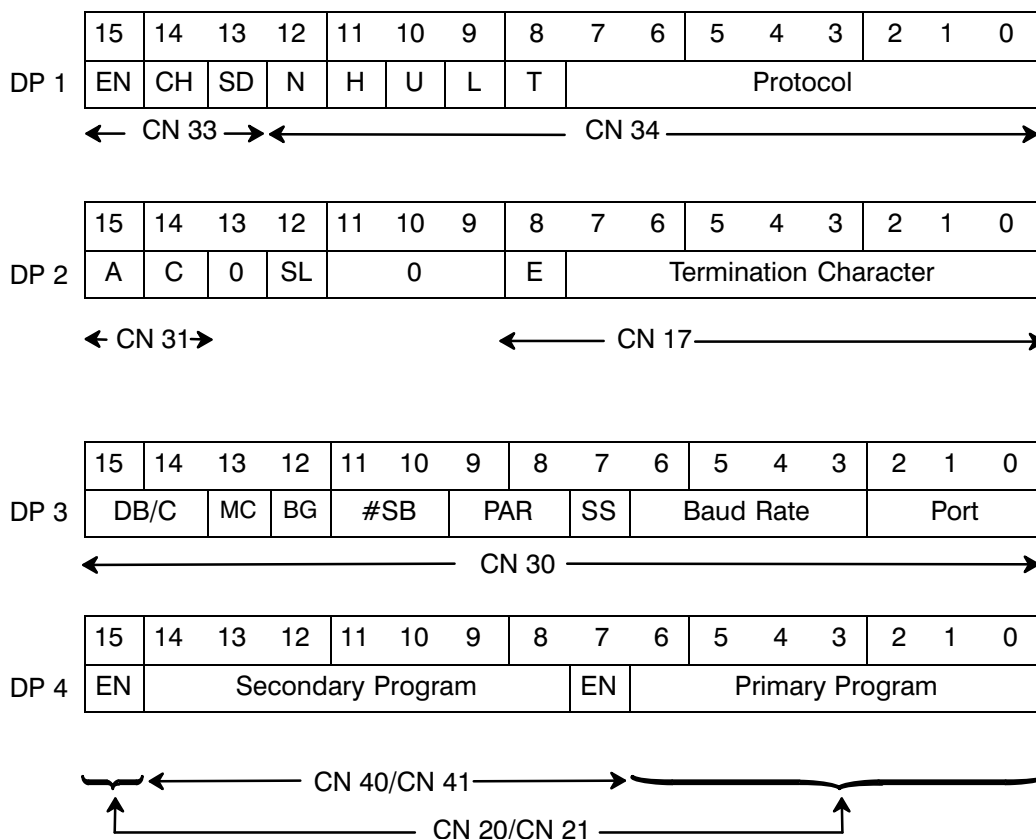 15 14 13 12 11 10 9 8 7 6 5 4 3 2 1 0
DP 1 EN CH SD N H U L T Protocol
CN 33 CN 34
15 14 13 12 11 10 9 8 7 6 5 4 3 2 1 0
DP 2 A C 0 SL 0 E Termination Character
CN 31 CN 17
15 14 13 12 11 10 9 8 7 6 5 4 3 2 1 0
DP 3 DB/C MC BG #SB PAR SS Baud Rate Port
CN 30
15 14 13 12 11 10 9 8 7 6 5 4 3 2 1 0
DP 4 EN Secondary Program EN Primary Program
CN 40/CN 41
CN 20/CN 21